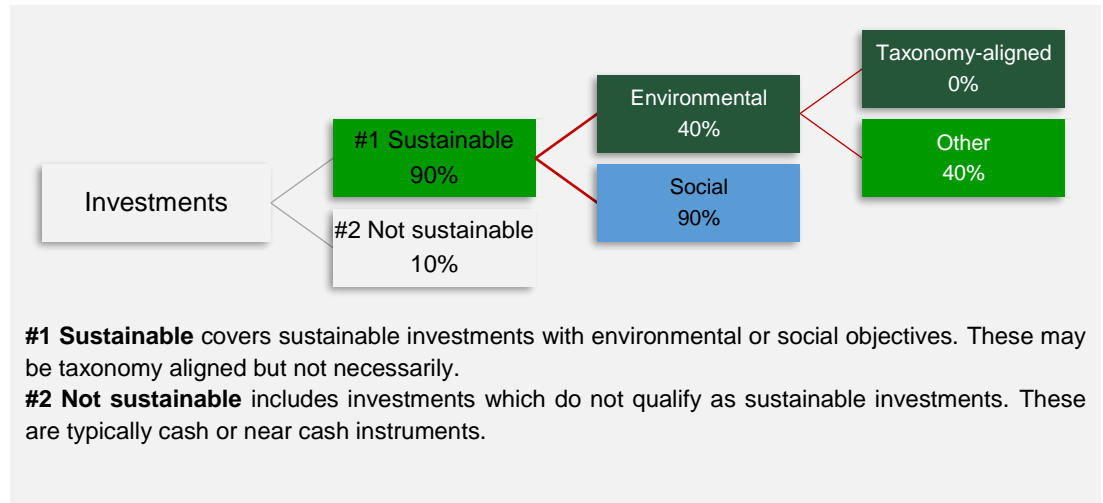 Investments
#1 Sustainable
90%
#2 Not sustainable
10%
Environmental
40%
Social
90%
Taxonomy-aligned
0%
Other
40%
#1 Sustainable covers sustainable investments with environmental or social objectives. These may
be taxonomy aligned but not necessarily.
#2 Not sustainable includes investments which do not qualify as sustainable investments. These
are typically cash or near cash instruments.